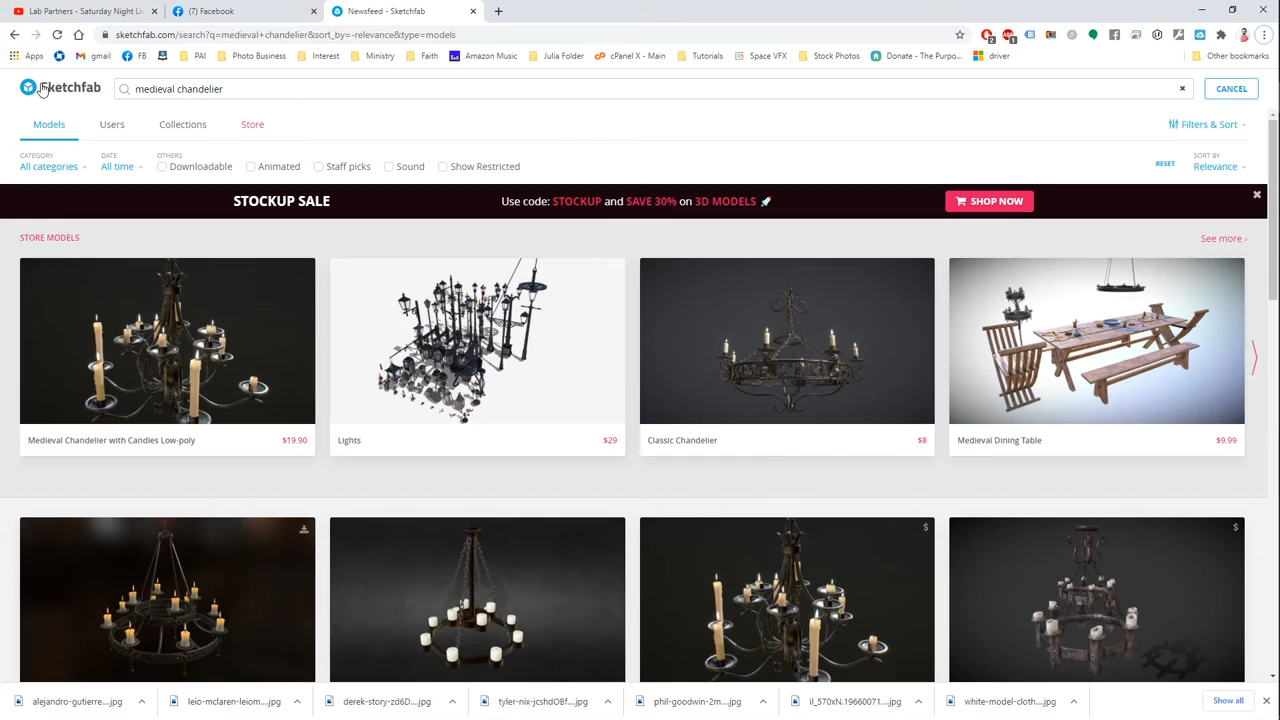 Lab Partners - Saturday Night Liv
(7) Facebook
Newsfeed - Sketchfab
sketchfab.com/search?q=medieval+chandelier&sort_by=-relevance&type=models
Apps
gmail
FB
PAI
Photo Business
Interest
Ministry
Faith
Amazon Music
Julia Folder
cPanel X - Main
Tutorials
Space VFX
Stock Photos
Donate - The Purpo...
driver
Other bookmarks
Sketchfab
medieval chandelier
CANCEL
Models
Users
Collections
Store
Filters & Sort
CATEGORY
All categories
DATE
All time
OTHERS
Downloadable
Animated
Staff picks
Sound
Show Restricted
RESET
SORT BY
Relevance
STOCKUP SALE
Use code: STOCKUP and SAVE 30% on 3D MODELS 🚀
SHOP NOW
STORE MODELS
See more ›
Medieval Chandelier with Candles Low-poly
$19.90
Lights
$29
Classic Chandelier
$8
Medieval Dining Table
$9.99
$
$
alejandro-gutierre....jpg
leio-mclaren-leiom....jpg
derek-story-zd6D....jpg
tyler-nix-jcshdOBf....jpg
phil-goodwin-2m....jpg
il_570xN.19660071....jpg
white-model-cloth....jpg
Show all